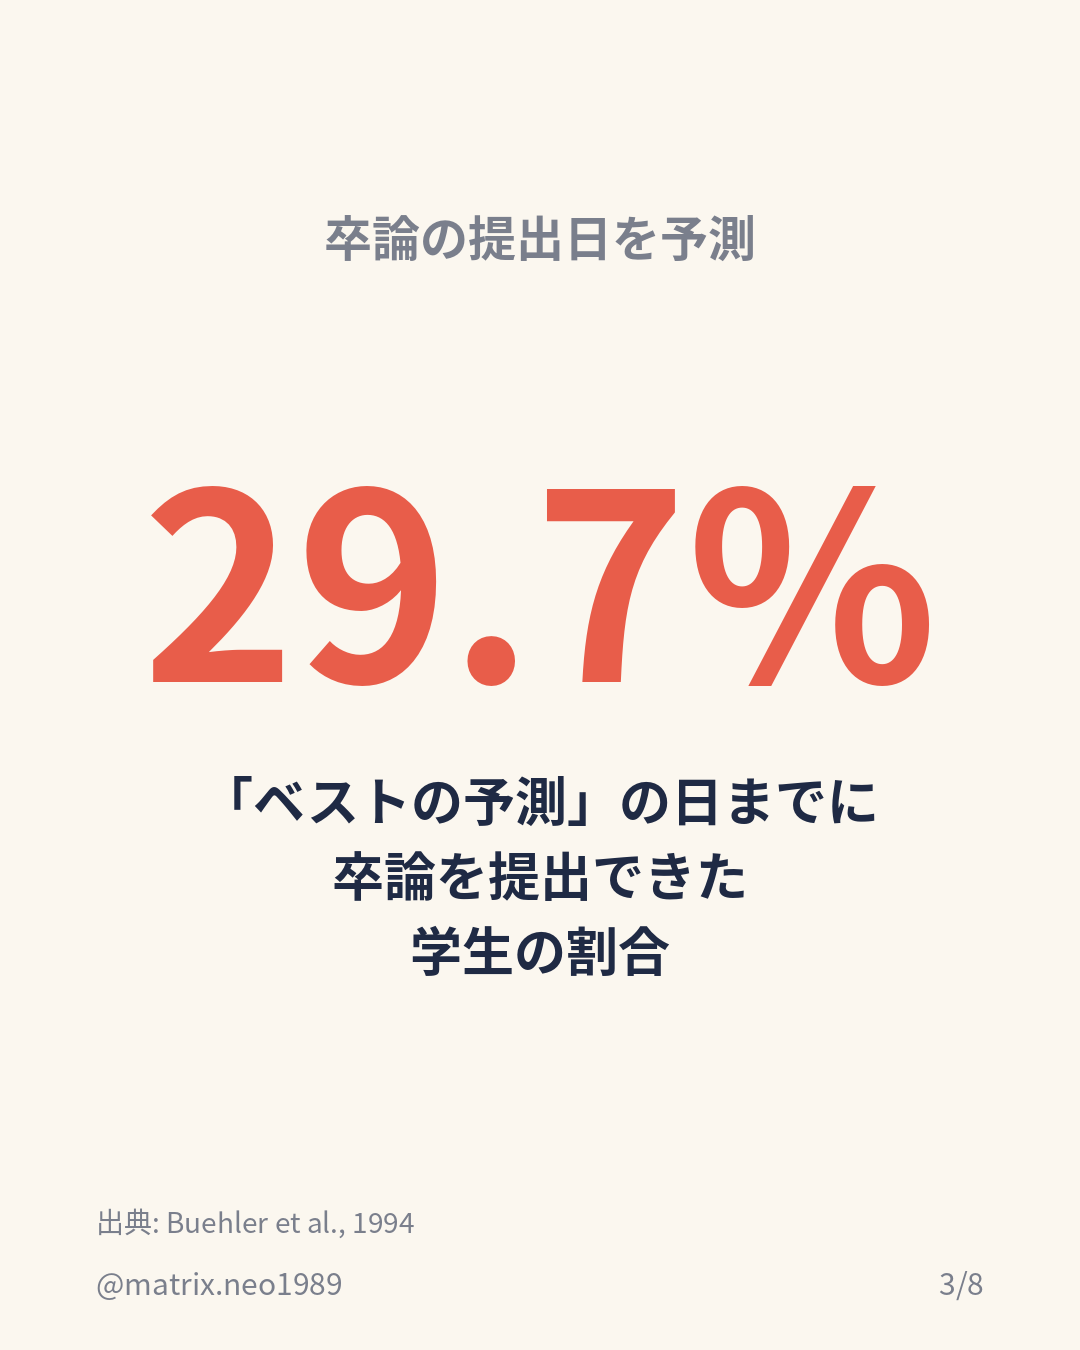 卒論の提出日を予測
29.7%
「ベストの予測」の日までに
卒論を提出できた
学生の割合
出典: Buehler et al., 1994
@matrix.neo1989
3/8